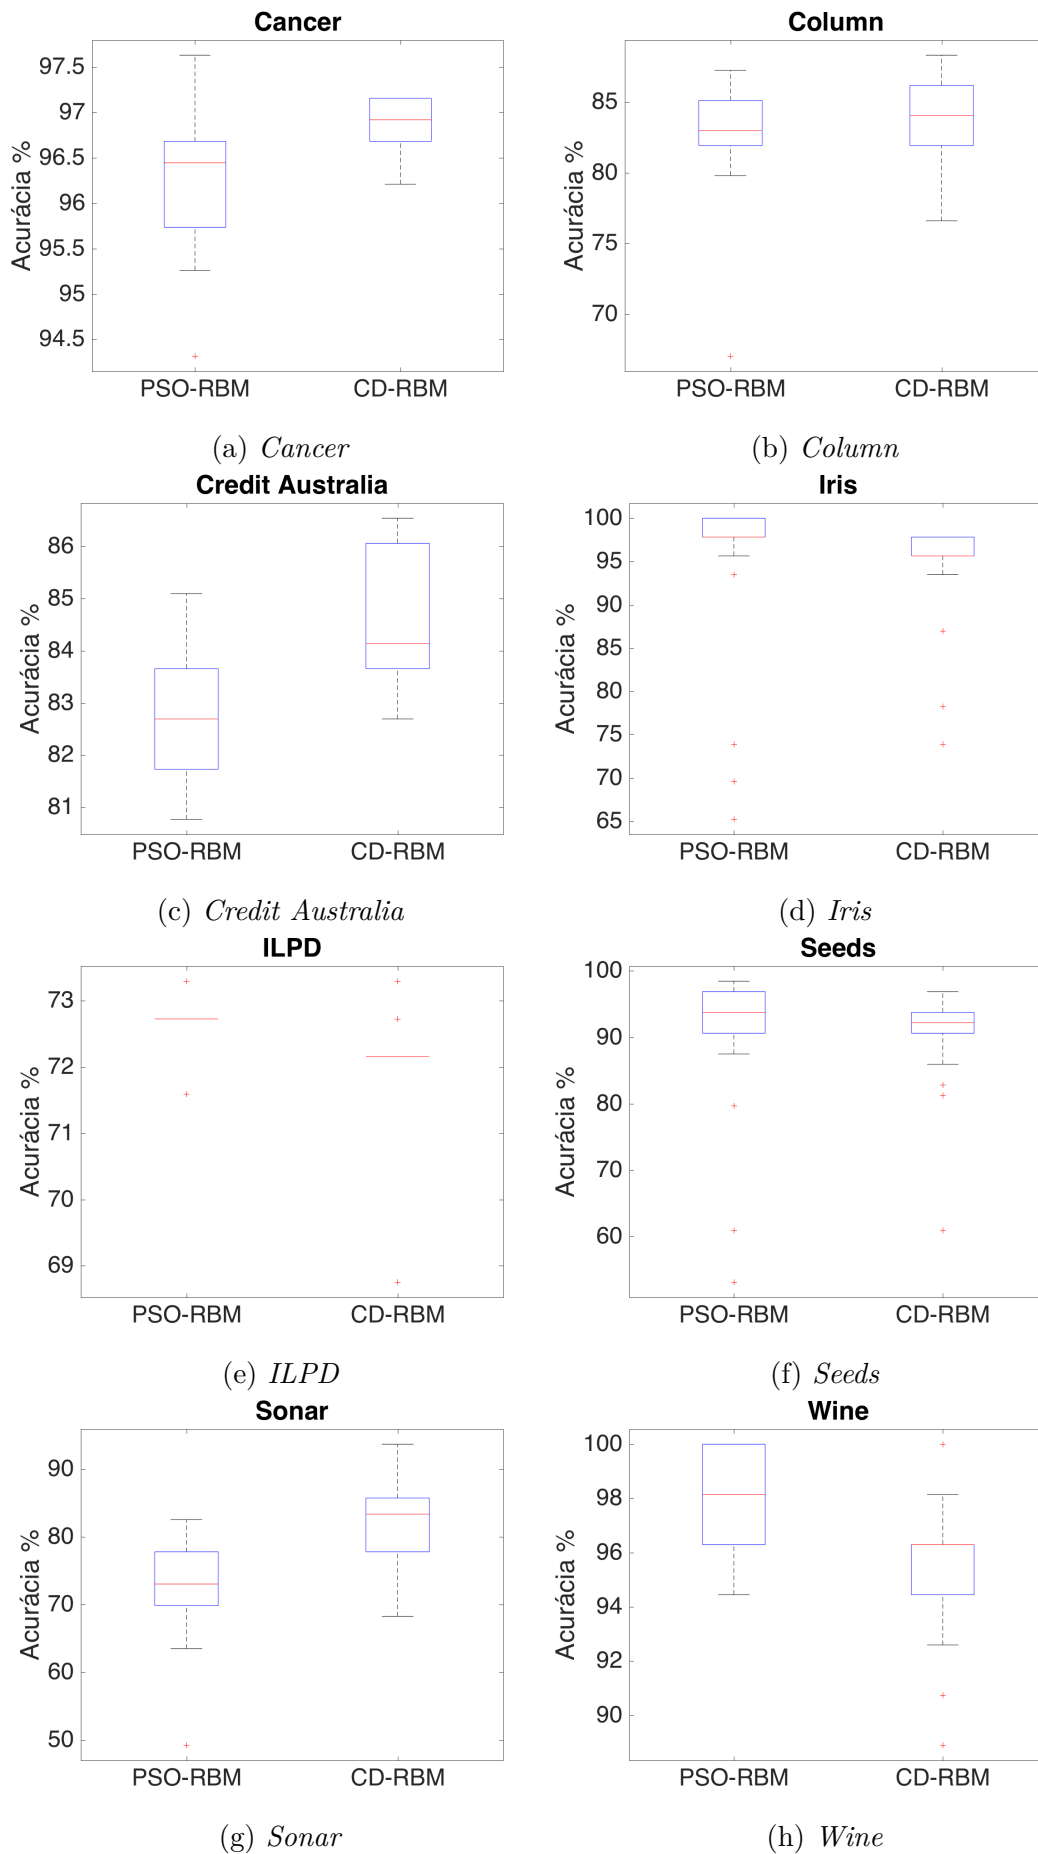 Cancer
97.5
97
96.5
96
95.5
95
94.5
Acurácia %
PSO-RBM CD-RBM
(a) Cancer
Column
85
80
75
70
Acurácia %
PSO-RBM CD-RBM
(b) Column
Credit Australia
86
85
84
83
82
81
Acurácia %
PSO-RBM CD-RBM
(c) Credit Australia
Iris
100
95
90
85
80
75
70
65
Acurácia %
PSO-RBM CD-RBM
(d) Iris
ILPD
73
72
71
70
69
Acurácia %
PSO-RBM CD-RBM
(e) ILPD
Seeds
100
90
80
70
60
Acurácia %
PSO-RBM CD-RBM
(f) Seeds
Sonar
90
80
70
60
50
Acurácia %
PSO-RBM CD-RBM
(g) Sonar
Wine
100
98
96
94
92
90
Acurácia %
PSO-RBM CD-RBM
(h) Wine